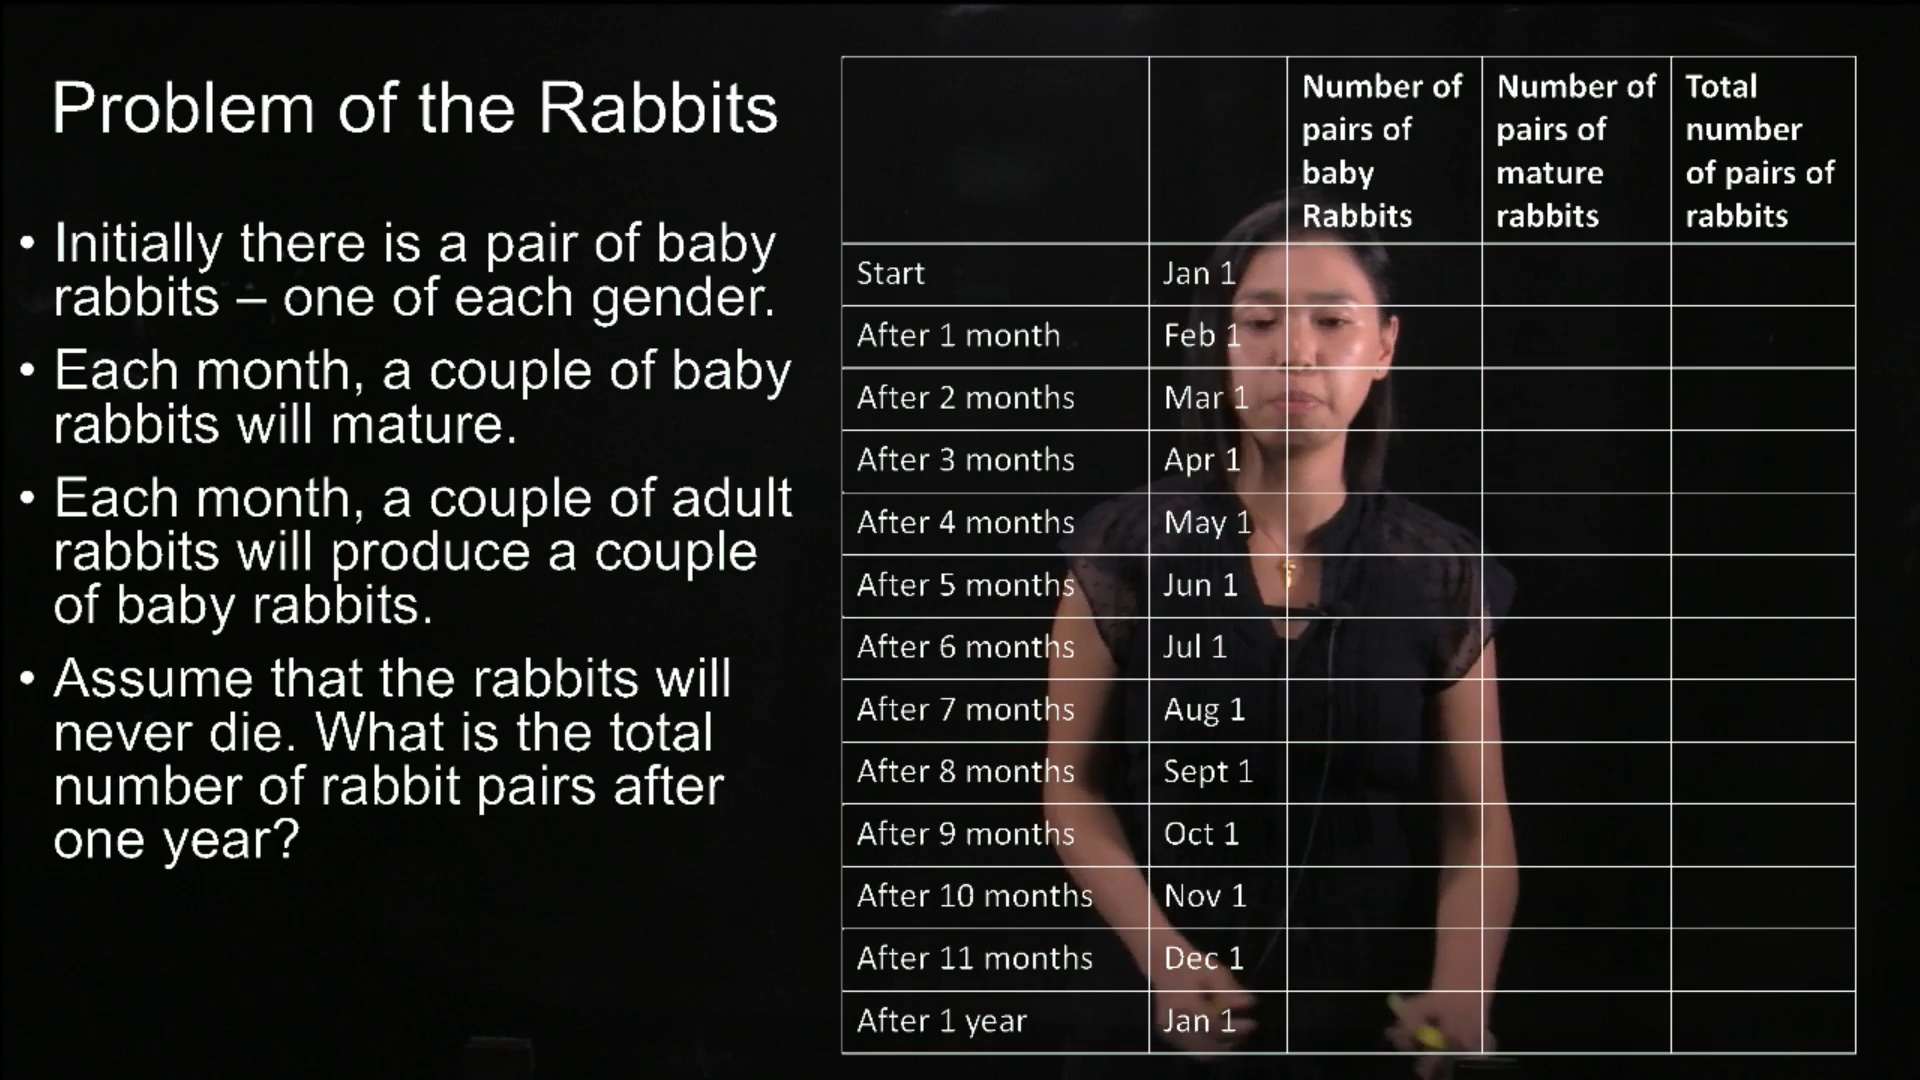 Problem of the Rabbits
• Initially there is a pair of baby
rabbits – one of each gender.
• Each month, a couple of baby
rabbits will mature.
• Each month, a couple of adult
rabbits will produce a couple
of baby rabbits.
• Assume that the rabbits will
never die. What is the total
number of rabbit pairs after
one year?
Number of pairs of baby Rabbits Number of pairs of mature rabbits Total number of pairs of rabbits
Start Jan 1
After 1 month Feb 1
After 2 months Mar 1
After 3 months Apr 1
After 4 months May 1
After 5 months Jun 1
After 6 months Jul 1
After 7 months Aug 1
After 8 months Sept 1
After 9 months Oct 1
After 10 months Nov 1
After 11 months Dec 1
After 1 year Jan 1